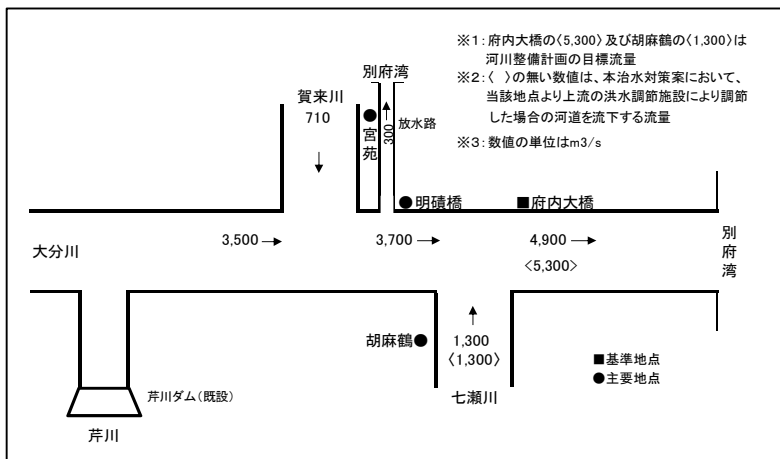 ※1：府内大橋の〈5,300〉及び胡麻鶴の〈1,300〉は
河川整備計画の目標流量
※2：〈　〉の無い数値は、本治水対策案において、
当該地点より上流の洪水調節施設により調節
した場合の河道を流下する流量
※3：数値の単位はm3/s
別府湾
賀来川
710
宮苑
300
放水路
明磧橋
府内大橋
大分川
3,500
3,700
4,900
〈5,300〉
別府湾
胡麻鶴
1,300
〈1,300〉
七瀬川
■基準地点
●主要地点
芹川ダム（既設）
芹川